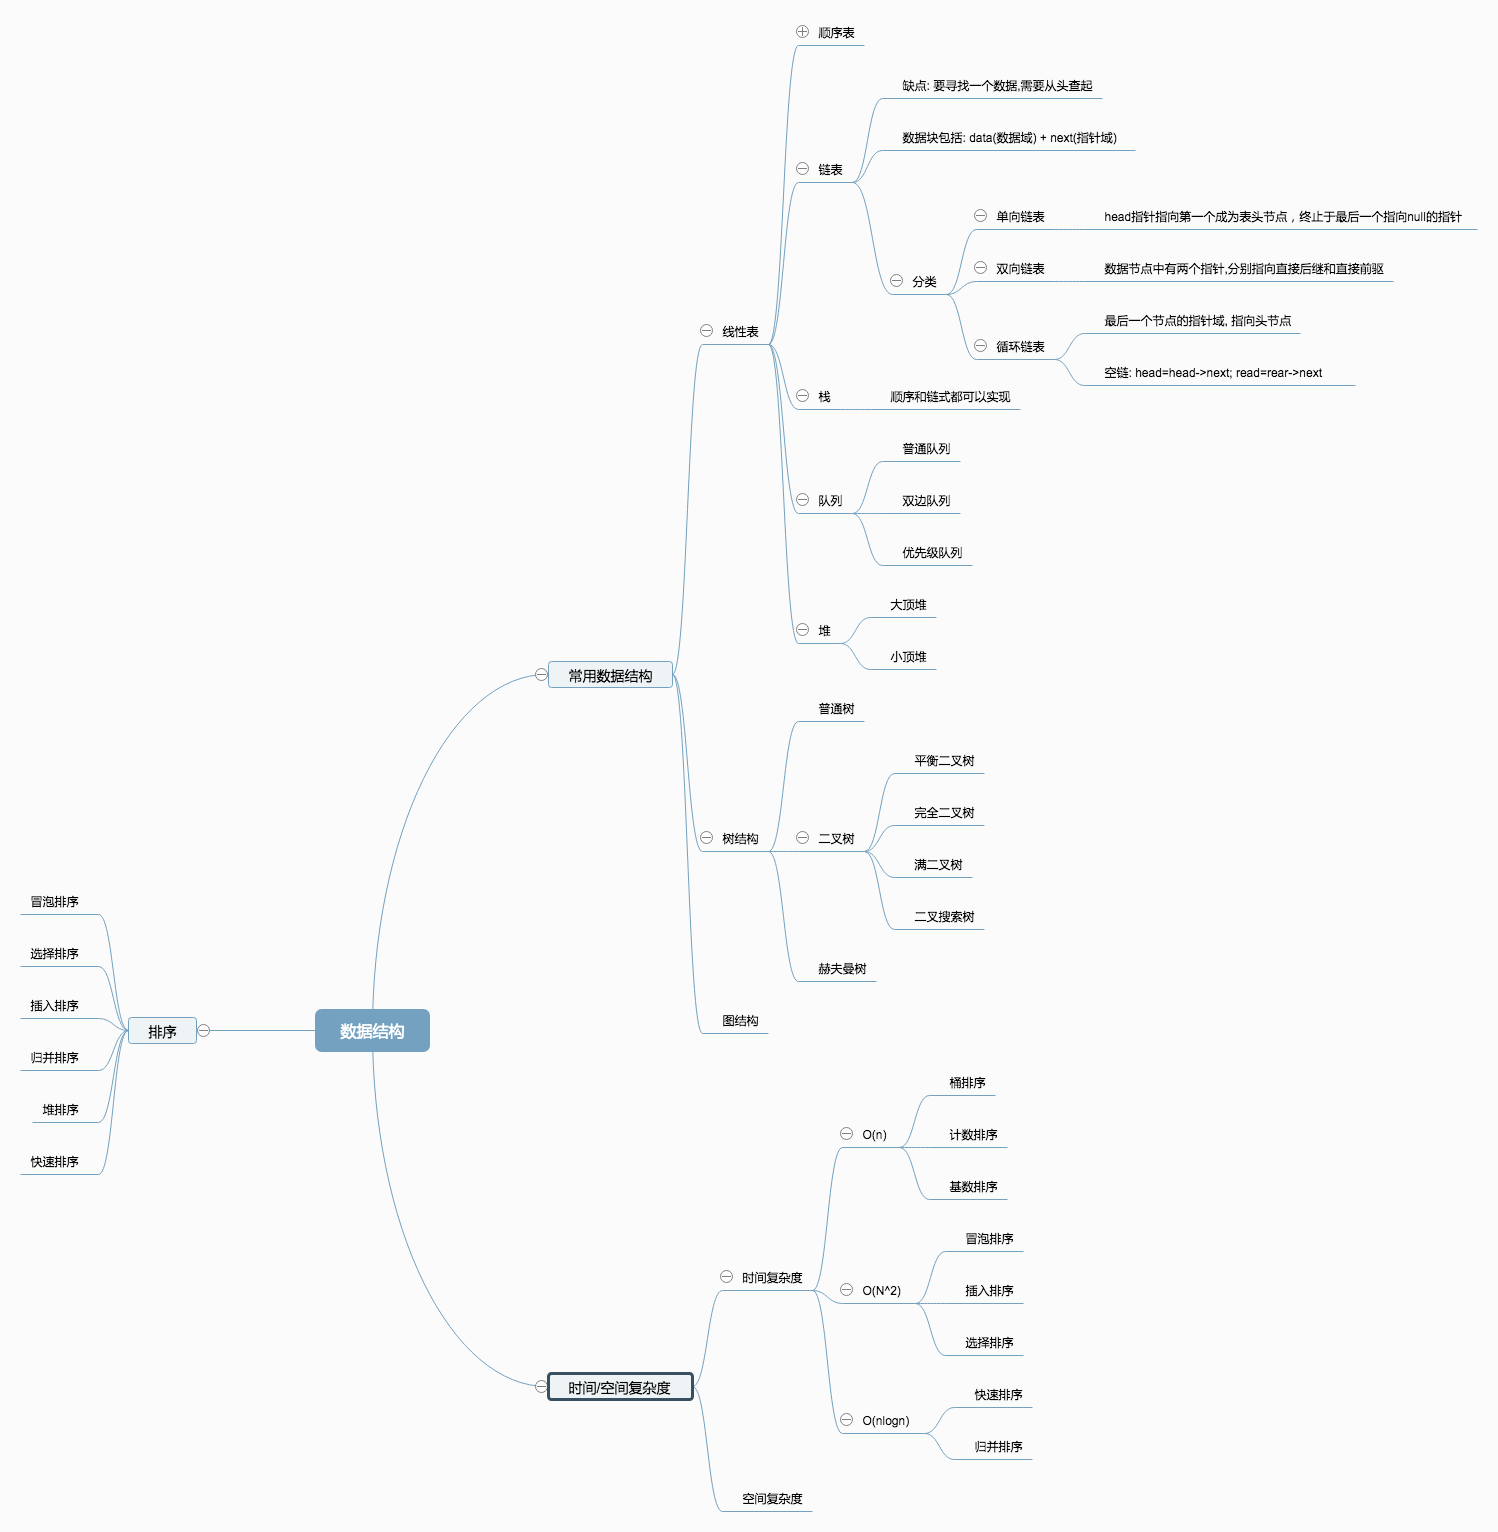 数据结构
常用数据结构
线性表
顺序表
链表
缺点: 要寻找一个数据,需要从头查起
数据块包括: data(数据域) + next(指针域)
分类
单向链表
head指针指向第一个成为表头节点，终止于最后一个指向null的指针
双向链表
数据节点中有两个指针,分别指向直接后继和直接前驱
循环链表
最后一个节点的指针域, 指向头节点
空链: head=head->next; read=rear->next
栈
顺序和链式都可以实现
队列
普通队列
双边队列
优先级队列
堆
大顶堆
小顶堆
树结构
普通树
二叉树
平衡二叉树
完全二叉树
满二叉树
二叉搜索树
赫夫曼树
图结构
时间/空间复杂度
时间复杂度
O(n)
桶排序
计数排序
基数排序
O(N^2)
冒泡排序
插入排序
选择排序
O(nlogn)
快速排序
归并排序
空间复杂度
排序
冒泡排序
选择排序
插入排序
归并排序
堆排序
快速排序